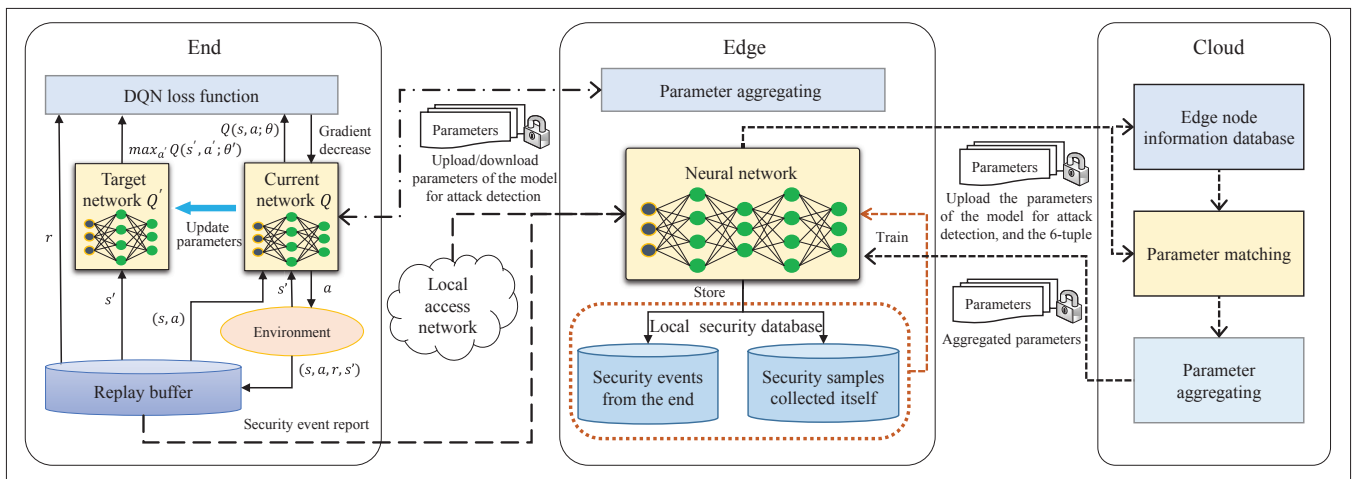 End
DQN loss function
Q(s, a; θ)
Gradient
decrease
max_a' Q(s', a'; θ')
Target
network Q'
Current
network Q
Update
parameters
r
s'
(s, a)
s'
a
Environment
(s, a, r, s')
Replay buffer
Security event report
Parameters
Upload/download
parameters of the model
for attack detection
Local
access
network
Edge
Parameter aggregating
Neural network
Store
Local security database
Security events
from the end
Security samples
collected itself
Train
Parameters
Upload the parameters
of the model for attack
detection, and the 6-tuple
Parameters
Aggregated parameters
Cloud
Edge node
information database
Parameter matching
Parameter
aggregating